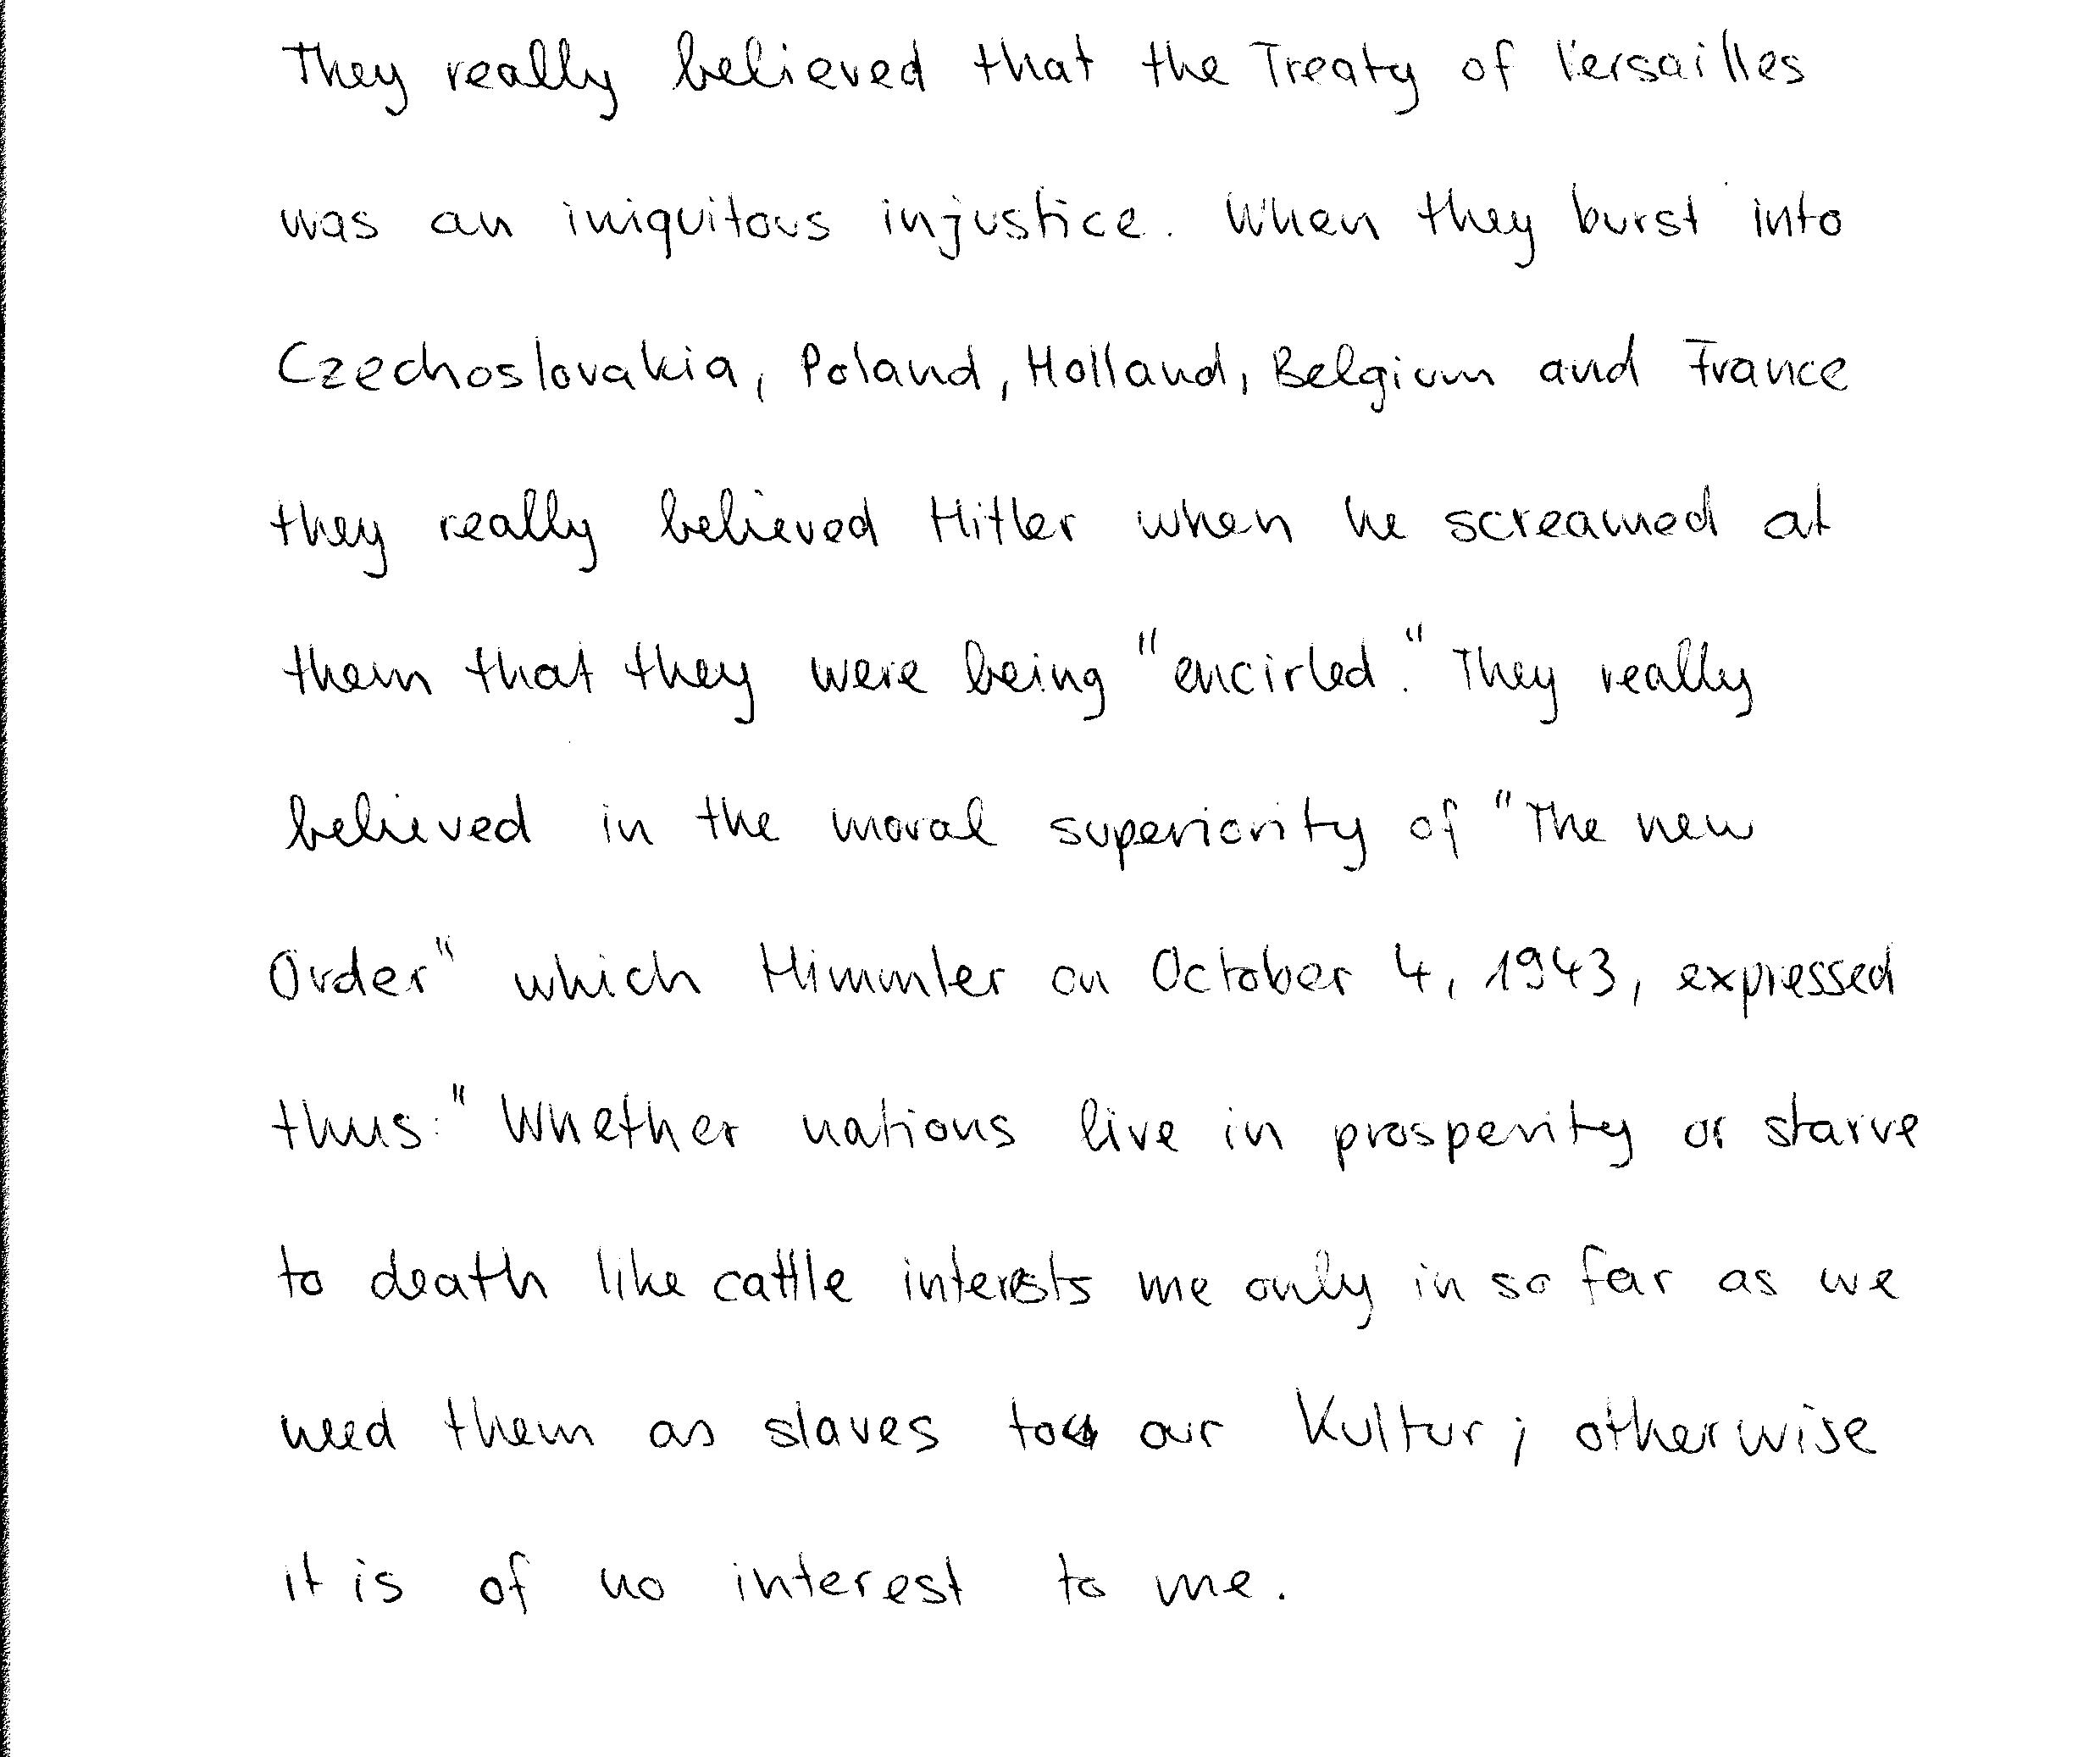 They really believed that the Treaty of Versailles
was an iniquitous injustice. When they burst into
Czechoslovakia, Poland, Holland, Belgium and France
they really believed Hitler when he screamed at
them that they were being "encirled." They really
believed in the moral superiority of "The new
Order" which Himmler on October 4, 1943, expressed
thus: "Whether nations live in prosperity or starve
to death like cattle interests me only in so far as we
need them as slaves to our Kultur; otherwise
it is of no interest to me.